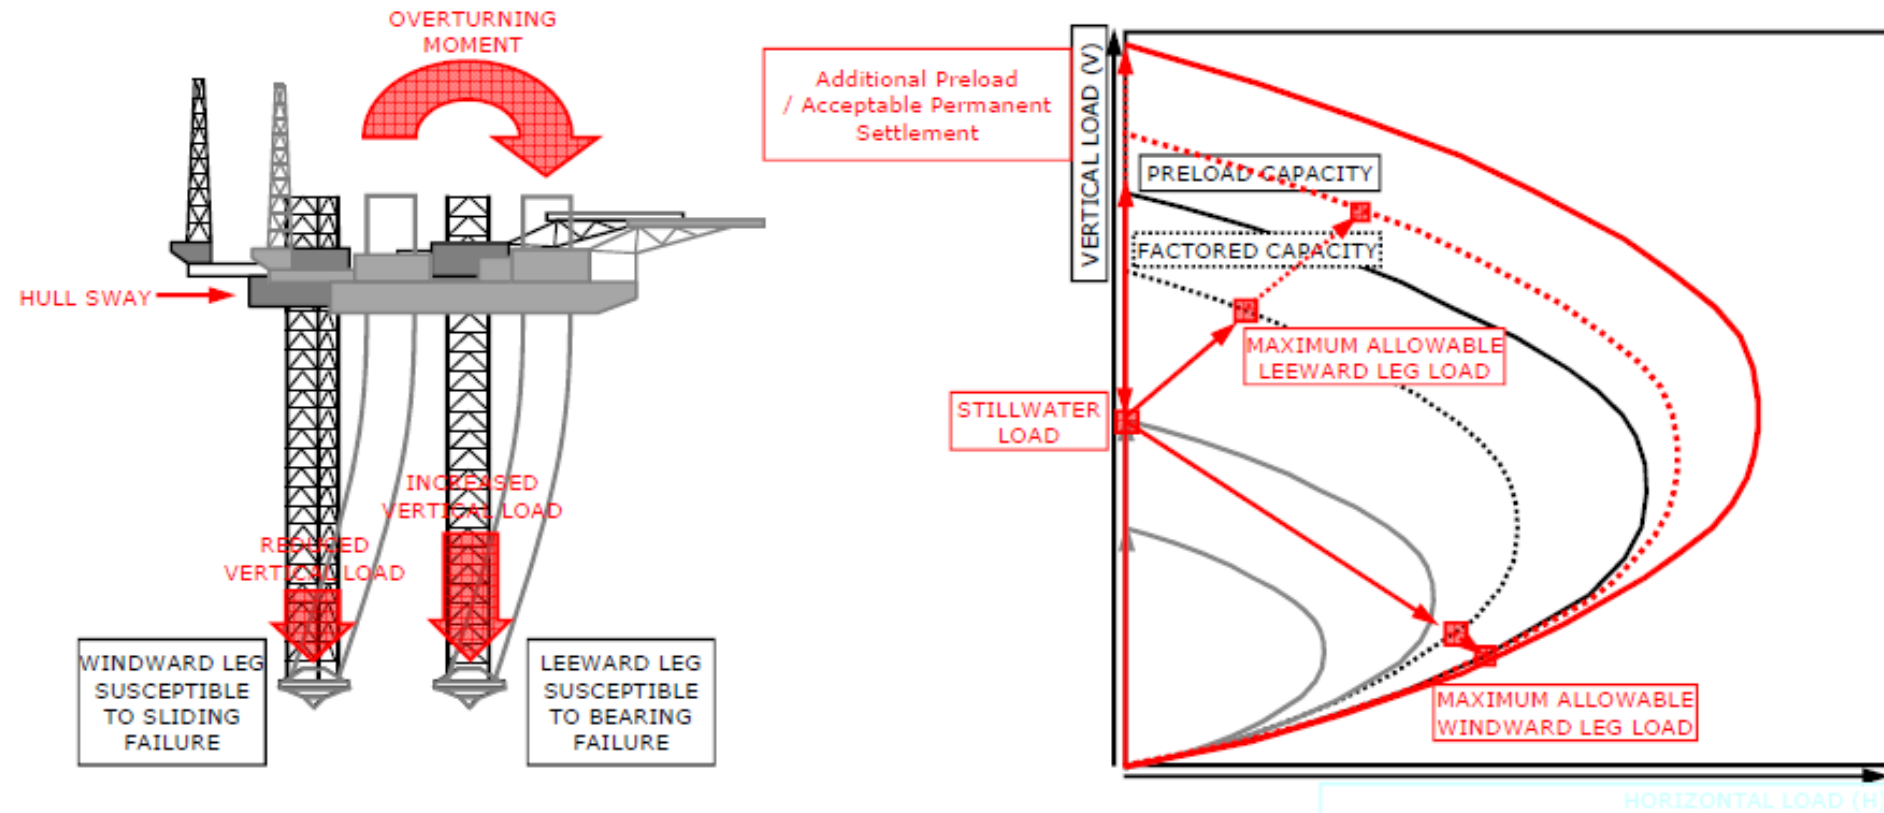 OVERTURNING
MOMENT
HULL SWAY
INCREASED
VERTICAL LOAD
REDUCED
VERTICAL LOAD
WINDWARD LEG
SUSCEPTIBLE
TO SLIDING
FAILURE
LEEWARD LEG
SUSCEPTIBLE
TO BEARING
FAILURE
Additional Preload
/ Acceptable Permanent
Settlement
VERTICAL LOAD (V)
PRELOAD CAPACITY
FACTORED CAPACITY
MAXIMUM ALLOWABLE
LEEWARD LEG LOAD
STILLWATER
LOAD
MAXIMUM ALLOWABLE
WINDWARD LEG LOAD
HORIZONTAL LOAD (H)